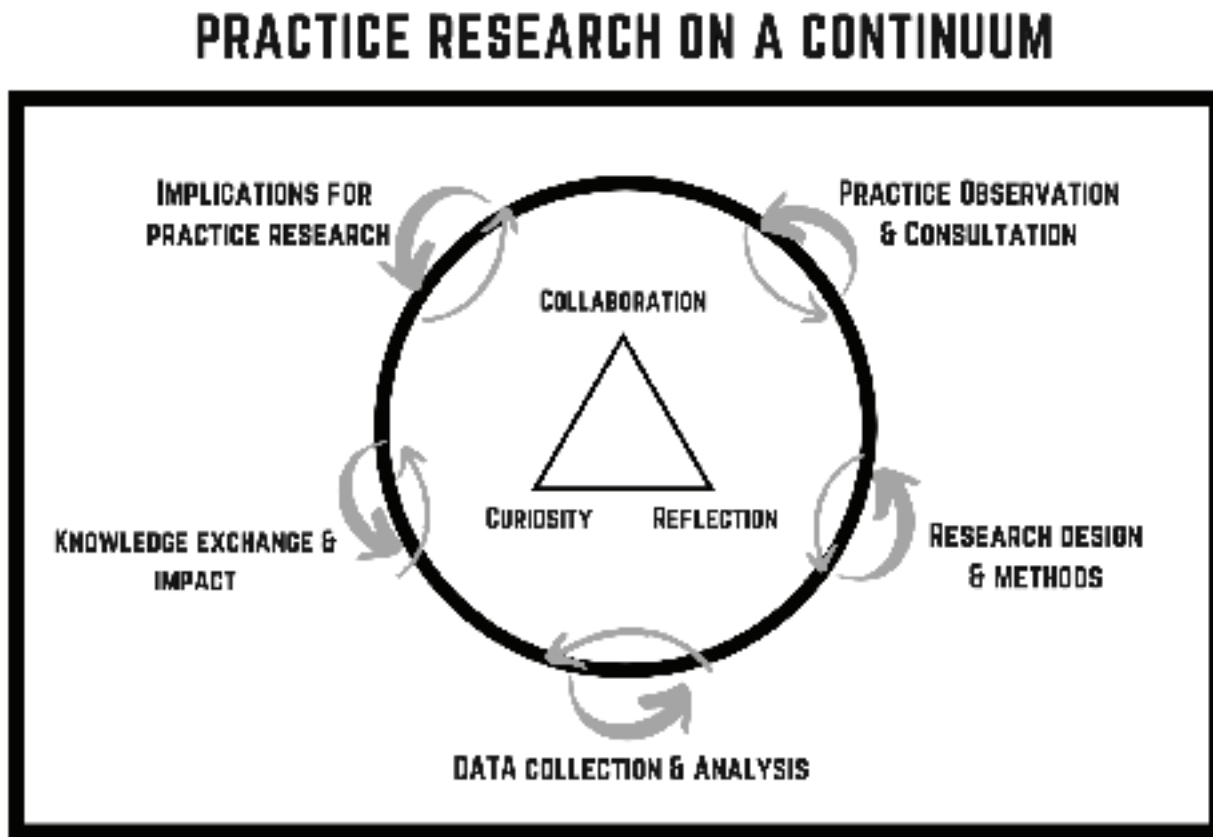 PRACTICE RESEARCH ON A CONTINUUM
IMPLICATIONS FOR
PRACTICE RESEARCH
PRACTICE OBSERVATION
& CONSULTATION
COLLABORATION
CURIOSITY
REFLECTION
KNOWLEDGE EXCHANGE &
IMPACT
RESEARCH DESIGN
& METHODS
DATA COLLECTION & ANALYSIS